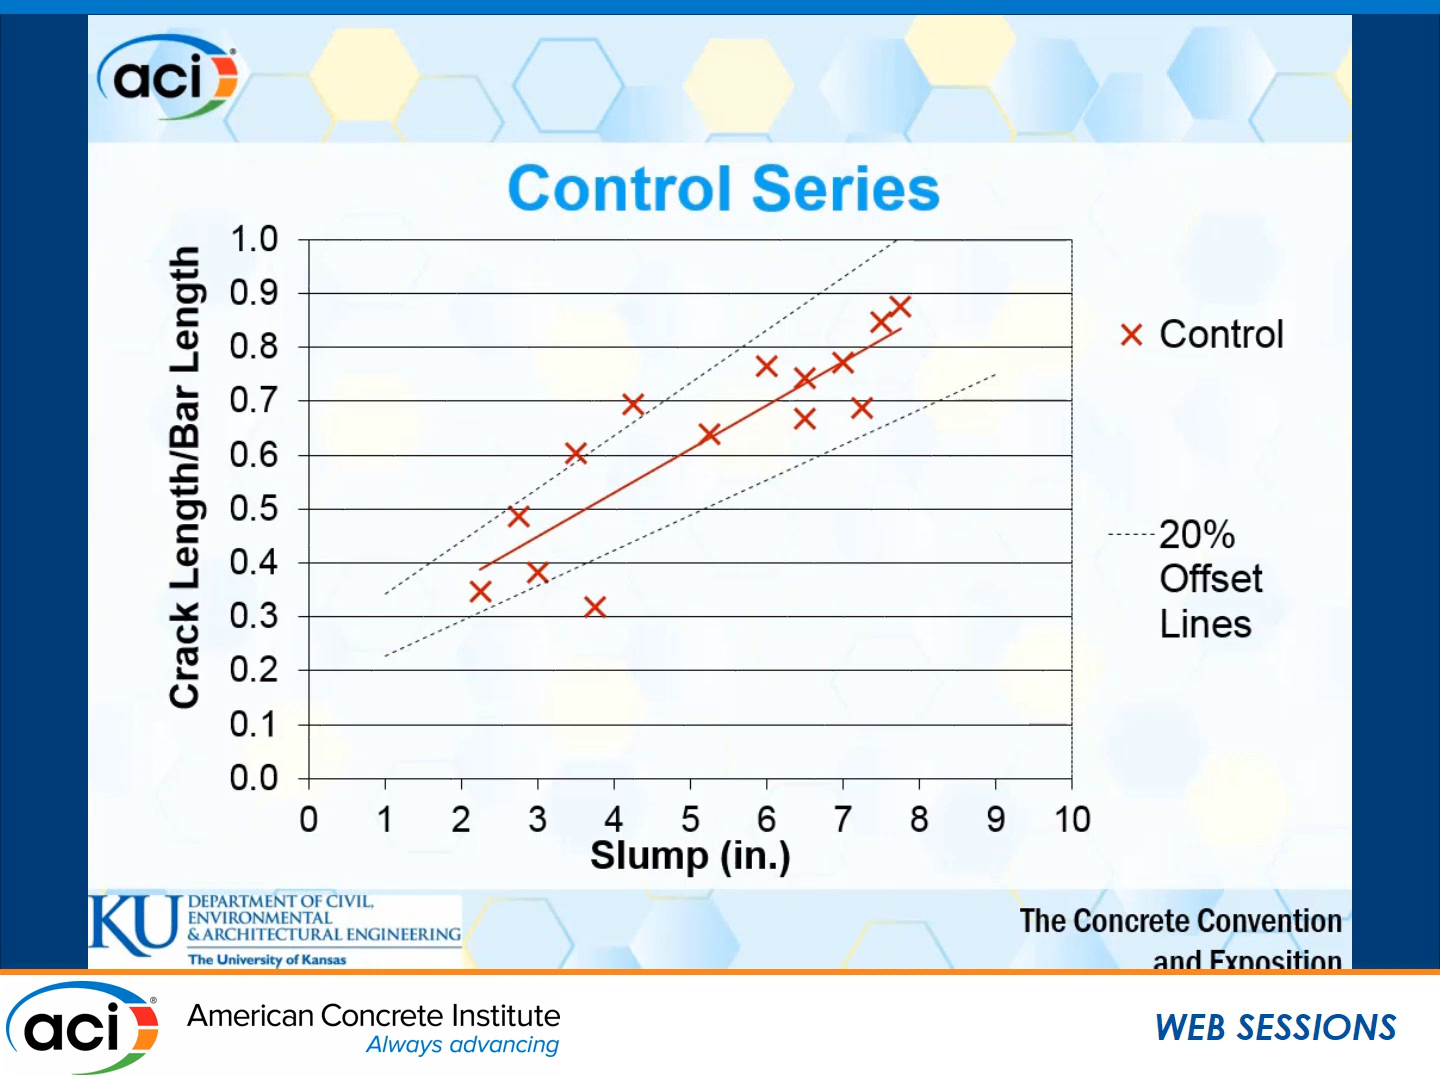 aci®
Control Series
Crack Length/Bar Length
1.0
0.9
0.8
0.7
0.6
0.5
0.4
0.3
0.2
0.1
0.0
0 1 2 3 4 5 6 7 8 9 10
Slump (in.)
Control
20%
Offset
Lines
KU
DEPARTMENT OF CIVIL,
ENVIRONMENTAL
& ARCHITECTURAL ENGINEERING
The University of Kansas
The Concrete Convention
and Exposition
aci®
American Concrete Institute
Always advancing
WEB SESSIONS